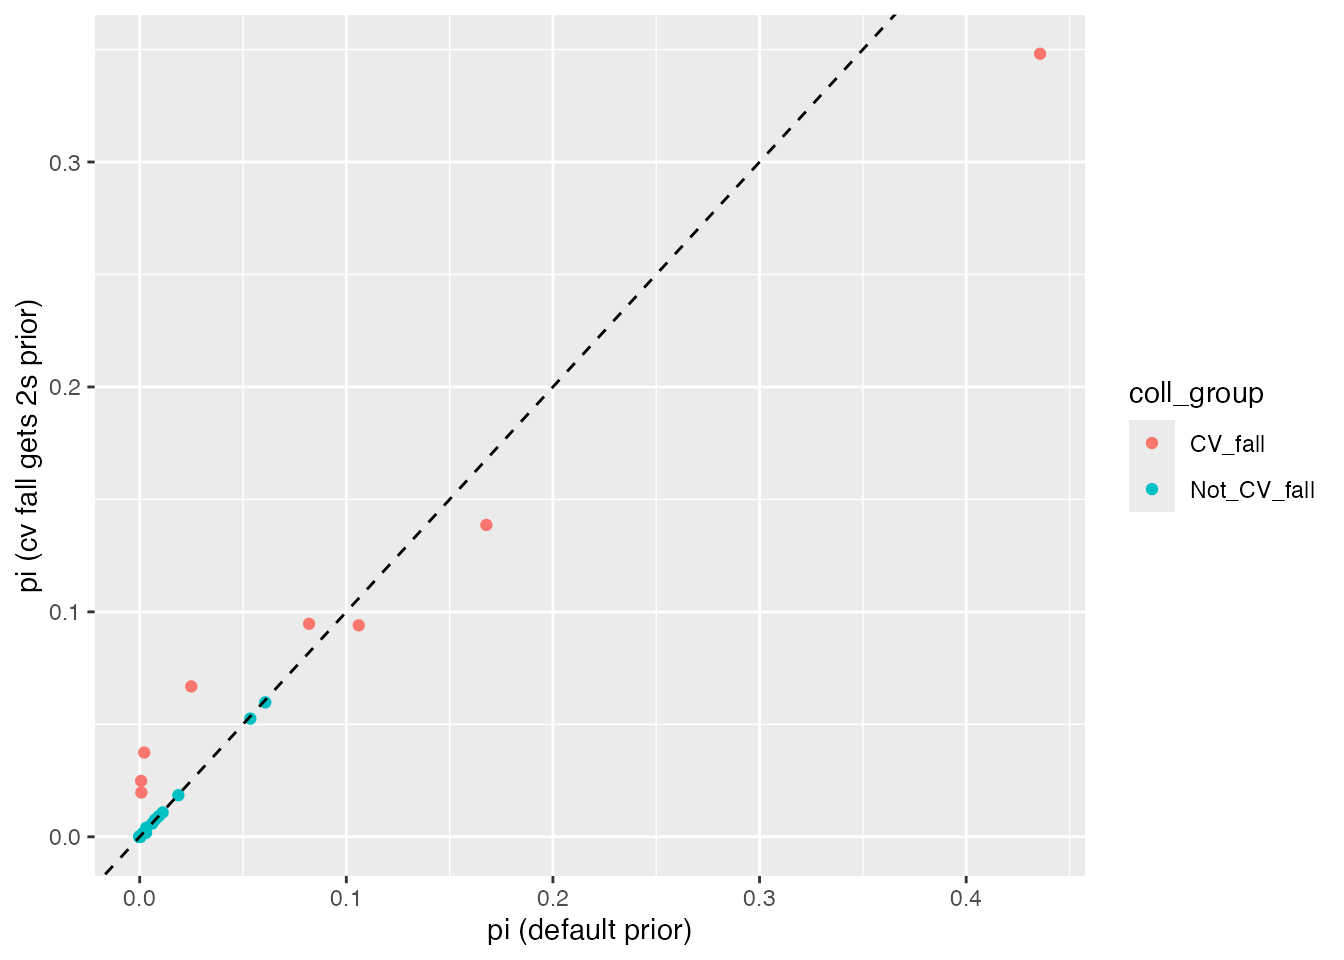 0.3
0.2
0.1
0.0
pi (cv fall gets 2s prior)
0.0 0.1 0.2 0.3 0.4
pi (default prior)
coll_group
CV_fall
Not_CV_fall